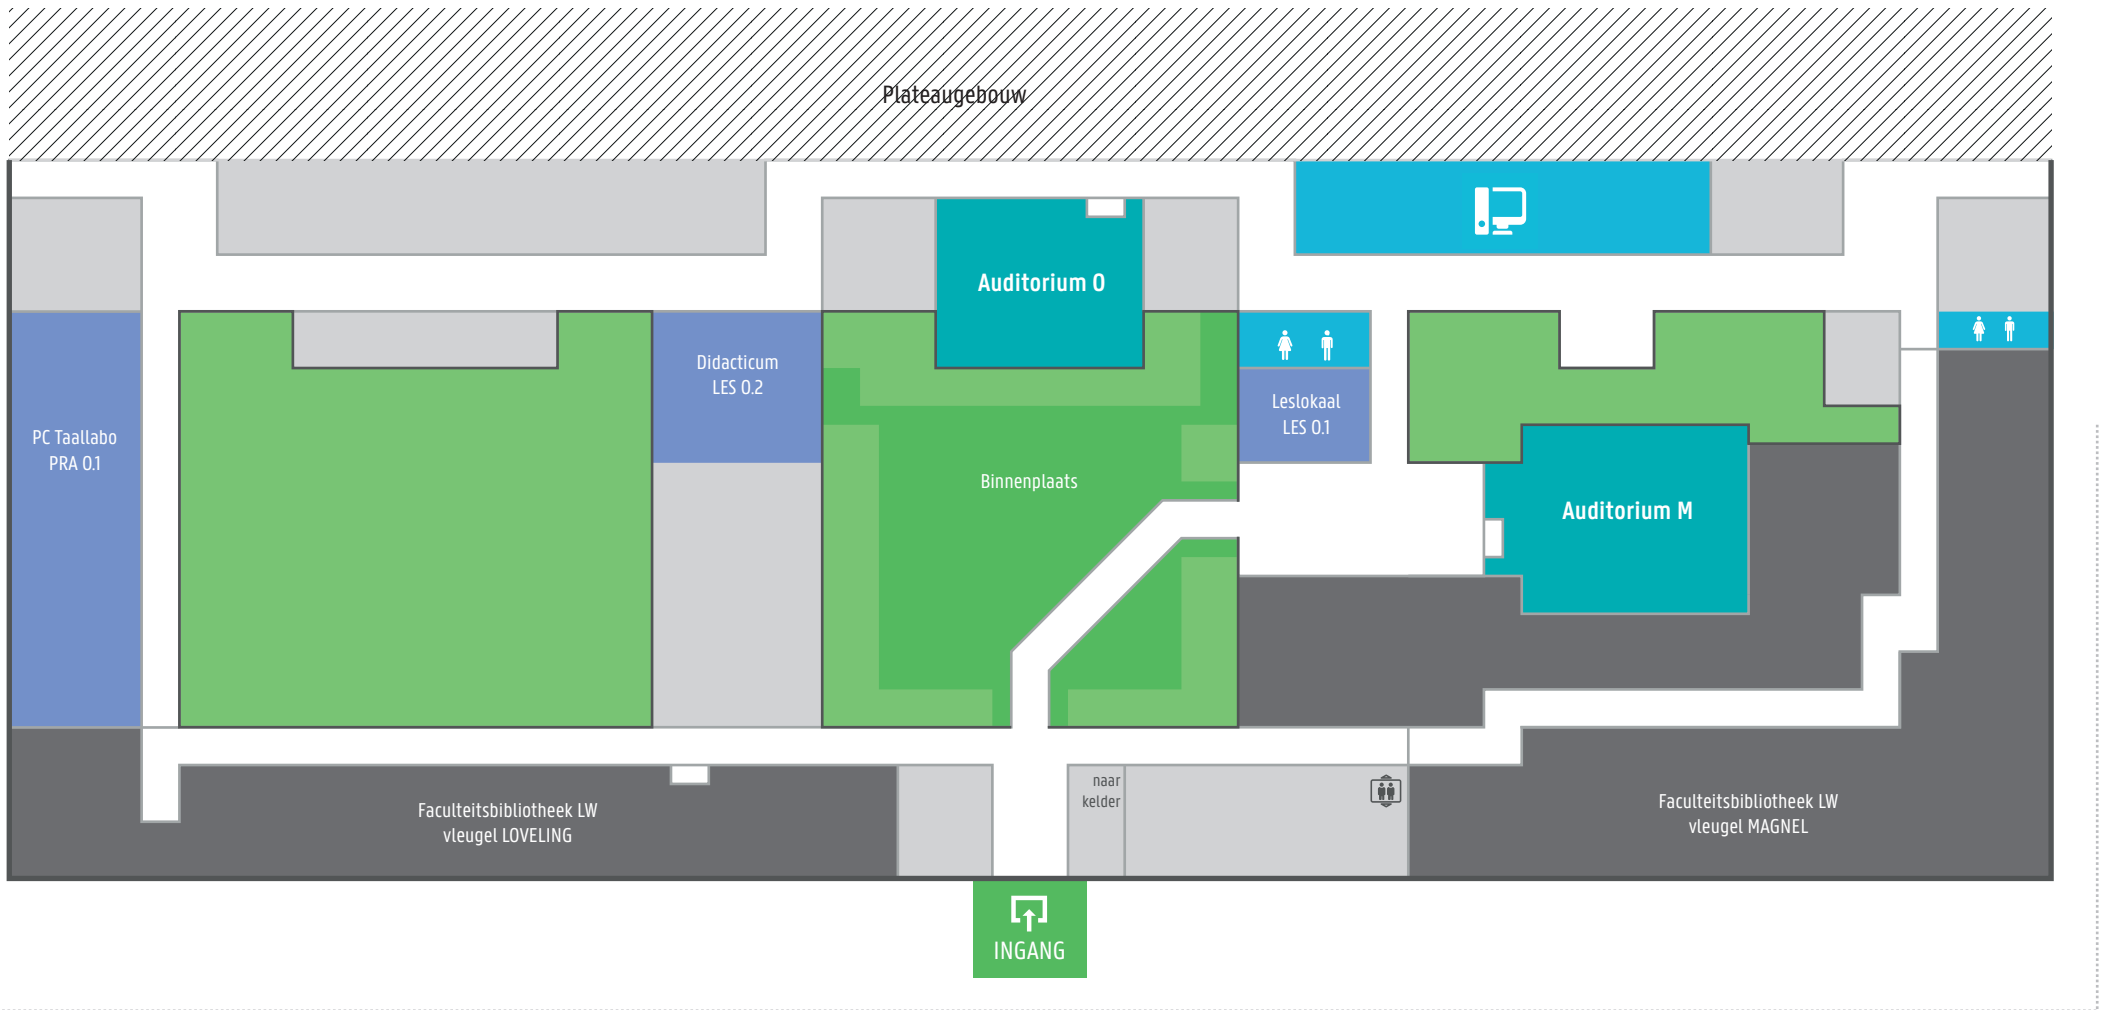 Plateaugebouw
Auditorium O
Didacticum
LES 0.2
Leslokaal
LES 0.1
PC Taallabo
PRA 0.1
Binnenplaats
Auditorium M
naar
kelder
Faculteitsbibliotheek LW
vleugel LOVELING
Faculteitsbibliotheek LW
vleugel MAGNEL
INGANG